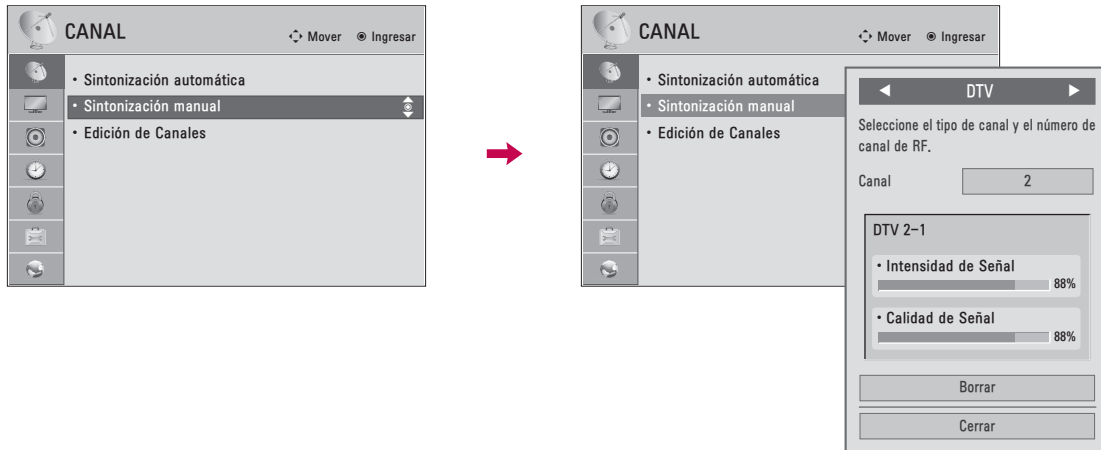 CANAL
Mover Ingresar
• Sintonización automática
• Sintonización manual
• Edición de Canales
CANAL
Mover Ingresar
• Sintonización automática
• Sintonización manual
• Edición de Canales
◀ DTV ▶
Seleccione el tipo de canal y el número de
canal de RF.
Canal 2
DTV 2-1
• Intensidad de Señal
88%
• Calidad de Señal
88%
Borrar
Cerrar